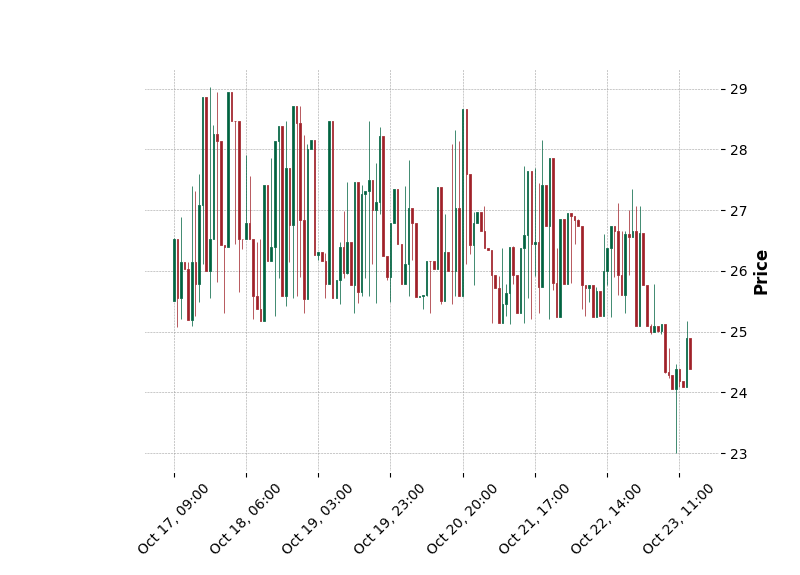 29
28
27
26
25
24
23
Price
Oct 17, 09:00
Oct 18, 06:00
Oct 19, 03:00
Oct 19, 23:00
Oct 20, 20:00
Oct 21, 17:00
Oct 22, 14:00
Oct 23, 11:00